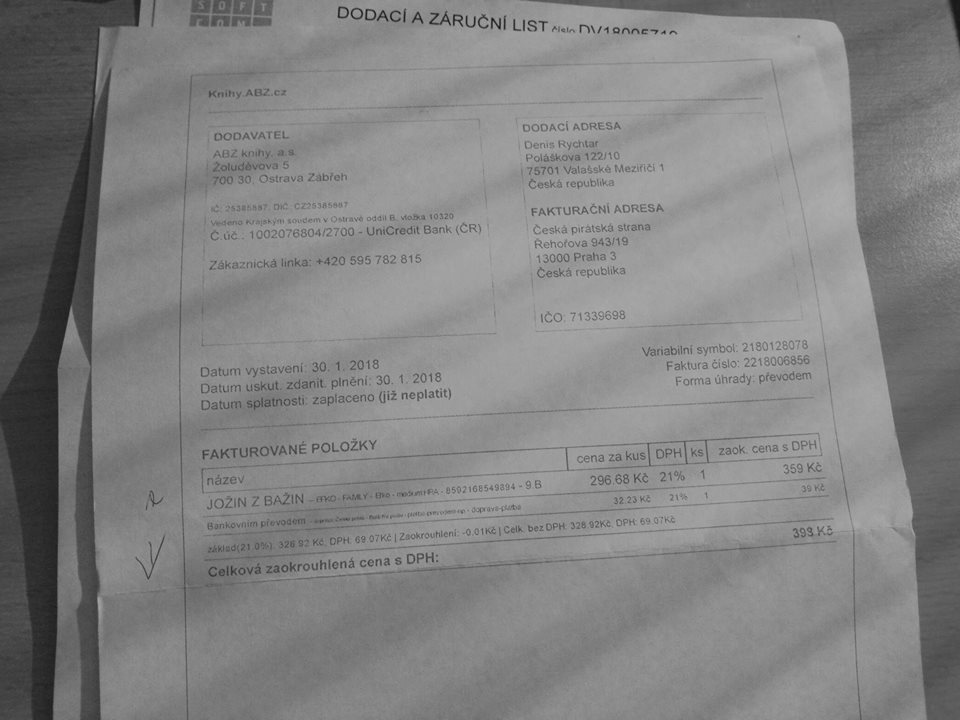 SOFT
COM
DODACÍ A ZÁRUČNÍ LIST číslo DV18005740
Knihy.ABZ.cz
DODAVATEL
ABZ knihy, a.s.
Žoluděvova 5
700 30, Ostrava Zábřeh
IČ: 25385887, DIČ: CZ25385887
Vedeno Krajským soudem v Ostravě oddíl B, vložka 10320
Č.úč.: 1002076804/2700 - UniCredit Bank (ČR)
Zákaznická linka: +420 595 782 815
DODACÍ ADRESA
Denis Rychtar
Poláškova 122/10
75701 Valašské Meziříčí 1
Česká republika
FAKTURAČNÍ ADRESA
Česká pirátská strana
Řehořova 943/19
13000 Praha 3
Česká republika
IČO: 71339698
Datum vystavení: 30. 1. 2018
Datum uskut. zdanit. plnění: 30. 1. 2018
Datum splatnosti: zaplaceno (již neplatit)
Variabilní symbol: 2180128078
Faktura číslo: 2218006856
Forma úhrady: převodem
FAKTUROVANÉ POLOŽKY
název cena za kus DPH ks zaok. cena s DPH
JOŽIN Z BAŽIN - EFKO - FAMILY - Efko - medium HRA - 8592168549894 - 9.B 296.68 Kč 21% 1 359 Kč
Bankovním převodem - doprava-platba 32.23 Kč 21% 1 39 Kč
základ(21.0%): 328.92 Kč, DPH: 69.07Kč | Zaokrouhlení: -0.01Kč | Celk. bez DPH: 328.92Kč, DPH: 69.07Kč
Celková zaokrouhlená cena s DPH: 398 Kč